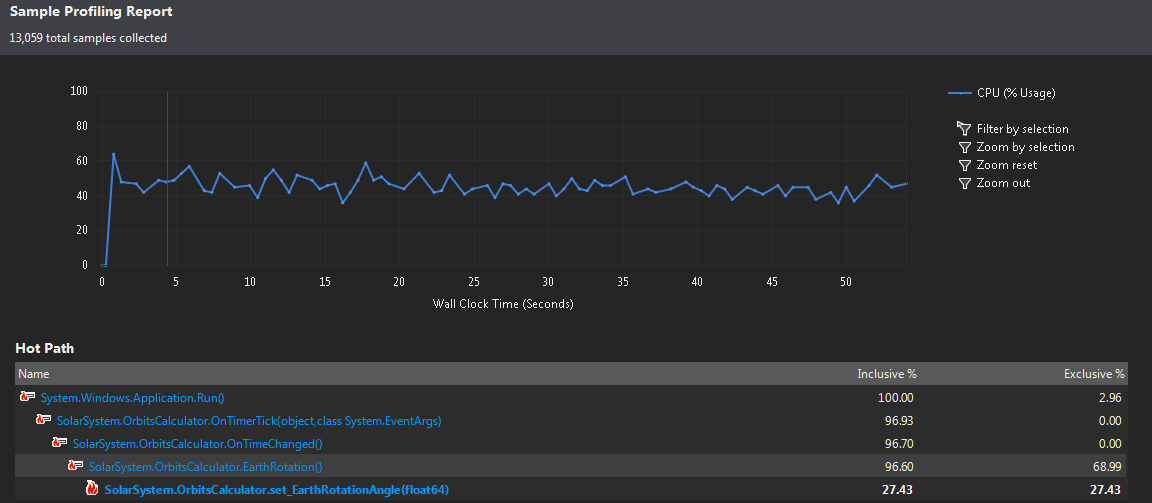 Sample Profiling Report
13,059 total samples collected
100
80
60
40
20
0
0 5 10 15 20 25 30 35 40 45 50
Wall Clock Time (Seconds)
CPU (% Usage)
Filter by selection
Zoom by selection
Zoom reset
Zoom out
Hot Path
Name Inclusive % Exclusive %
System.Windows.Application.Run() 100.00 2.96
SolarSystem.OrbitsCalculator.OnTimerTick(object,class System.EventArgs) 96.93 0.00
SolarSystem.OrbitsCalculator.OnTimeChanged() 96.70 0.00
SolarSystem.OrbitsCalculator.EarthRotation() 96.60 68.99
SolarSystem.OrbitsCalculator.set_EarthRotationAngle(float64) 27.43 27.43